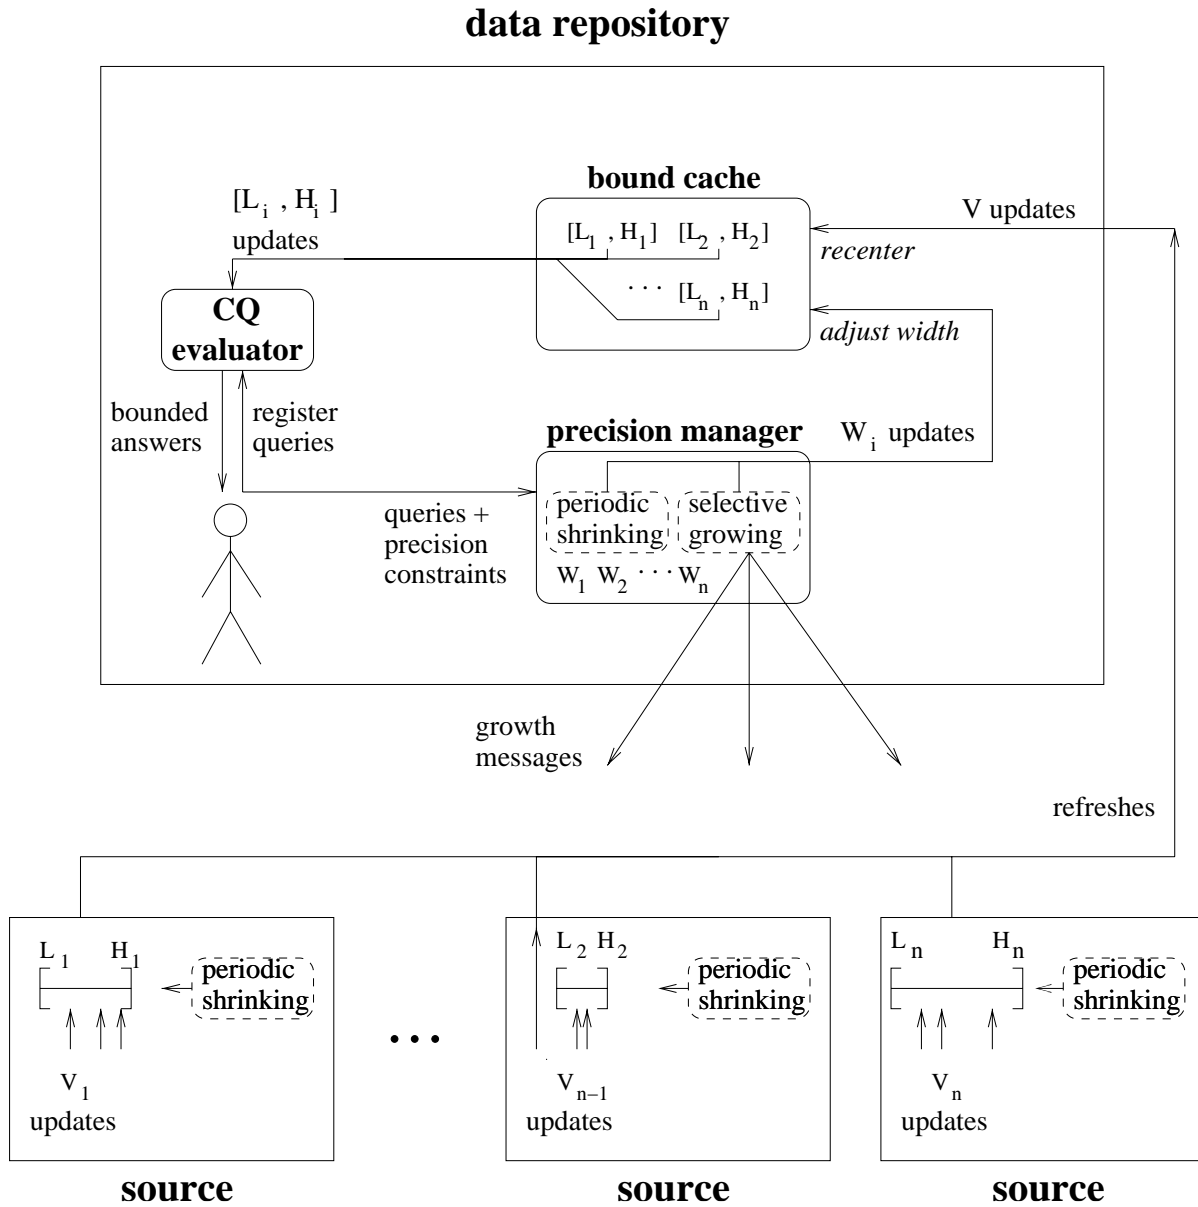 data repository
bound cache
[L_i , H_i ]
updates
V updates
[L_1 , H_1] [L_2 , H_2]
recenter
· · · [L_n , H_n]
CQ
evaluator
adjust width
bounded
answers
register
queries
precision manager
W_i updates
queries +
precision
constraints
periodic
shrinking
selective
growing
W_1 W_2 · · · W_n
growth
messages
refreshes
L_1 H_1
periodic
shrinking
V_1
updates
source
• • •
L_2 H_2
periodic
shrinking
V_n−1
updates
source
L_n H_n
periodic
shrinking
V_n
updates
source